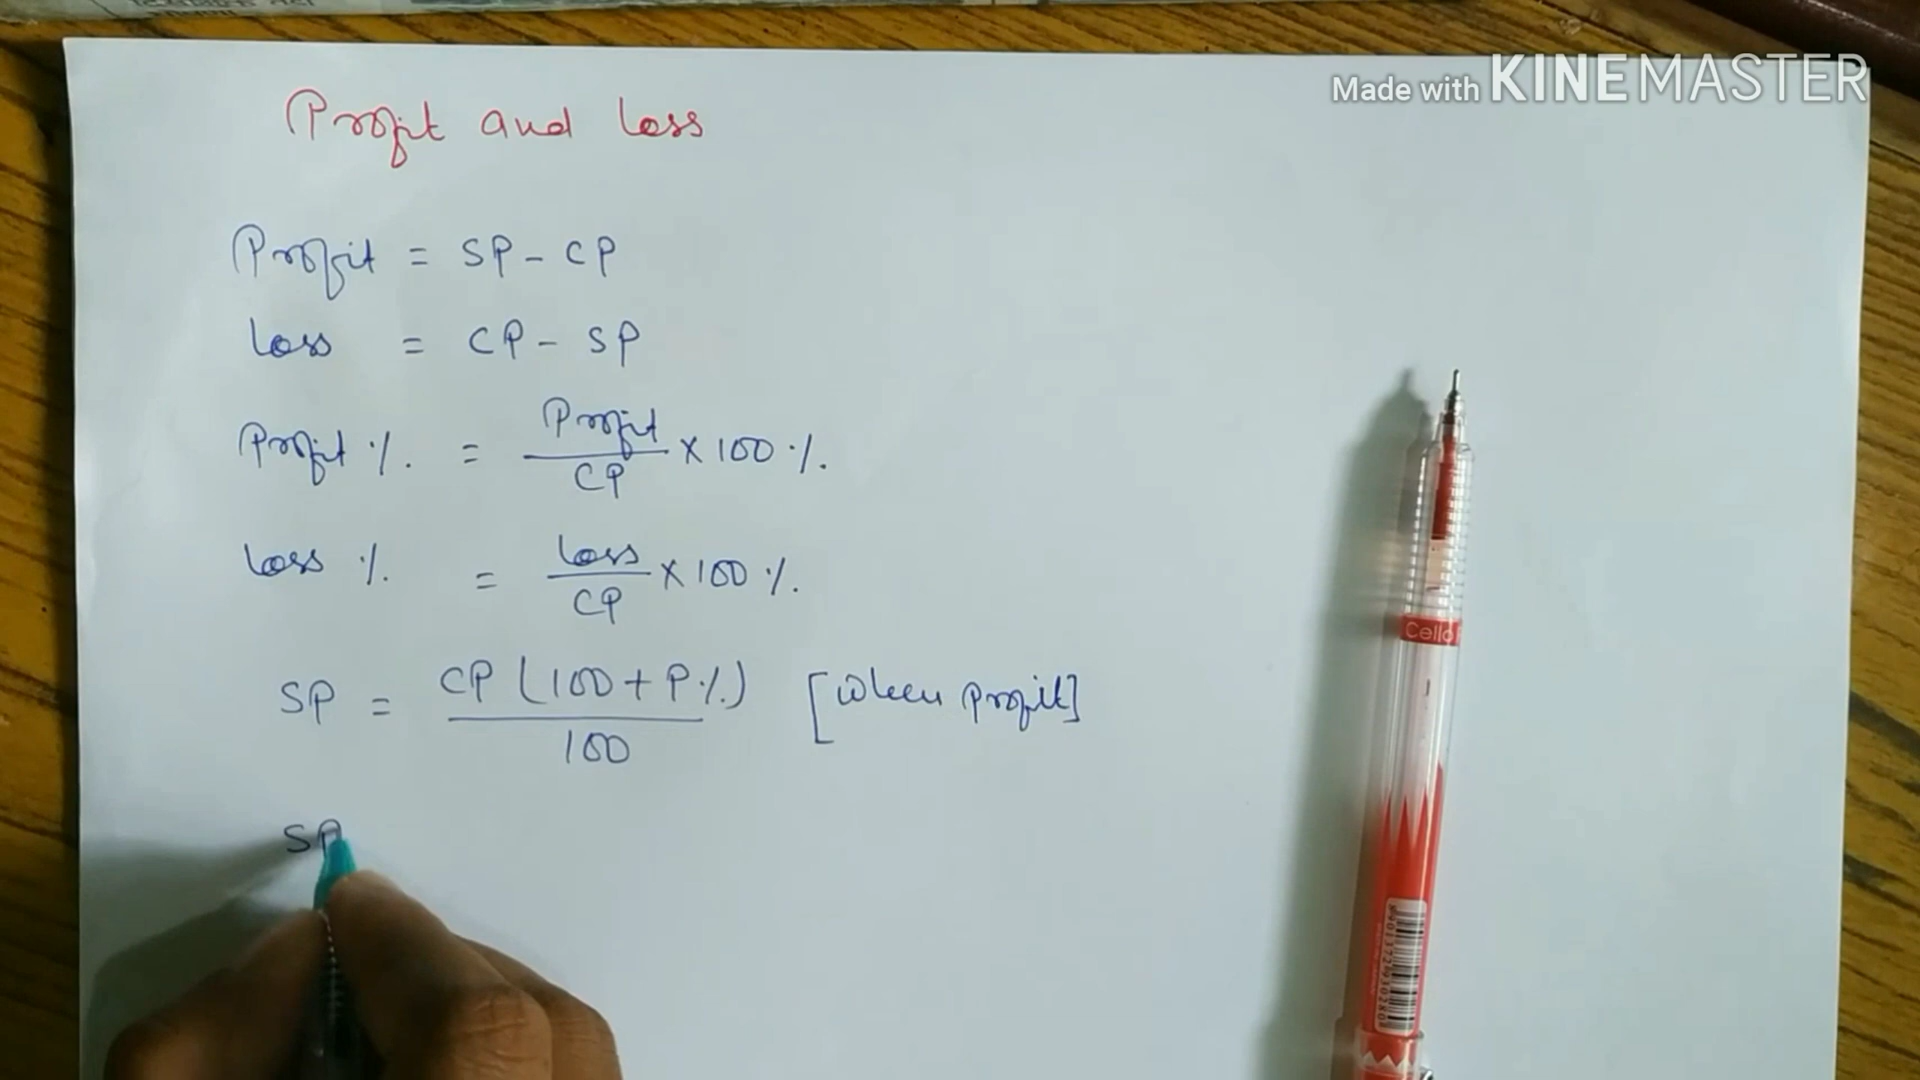 Made with KINEMASTER
Profit and loss
Profit = SP - CP
loss = CP - SP
Profit % = Profit / CP × 100 %
loss % = loss / CP × 100 %
SP = CP (100 + P%) / 100 [when profit]
SP
Cello